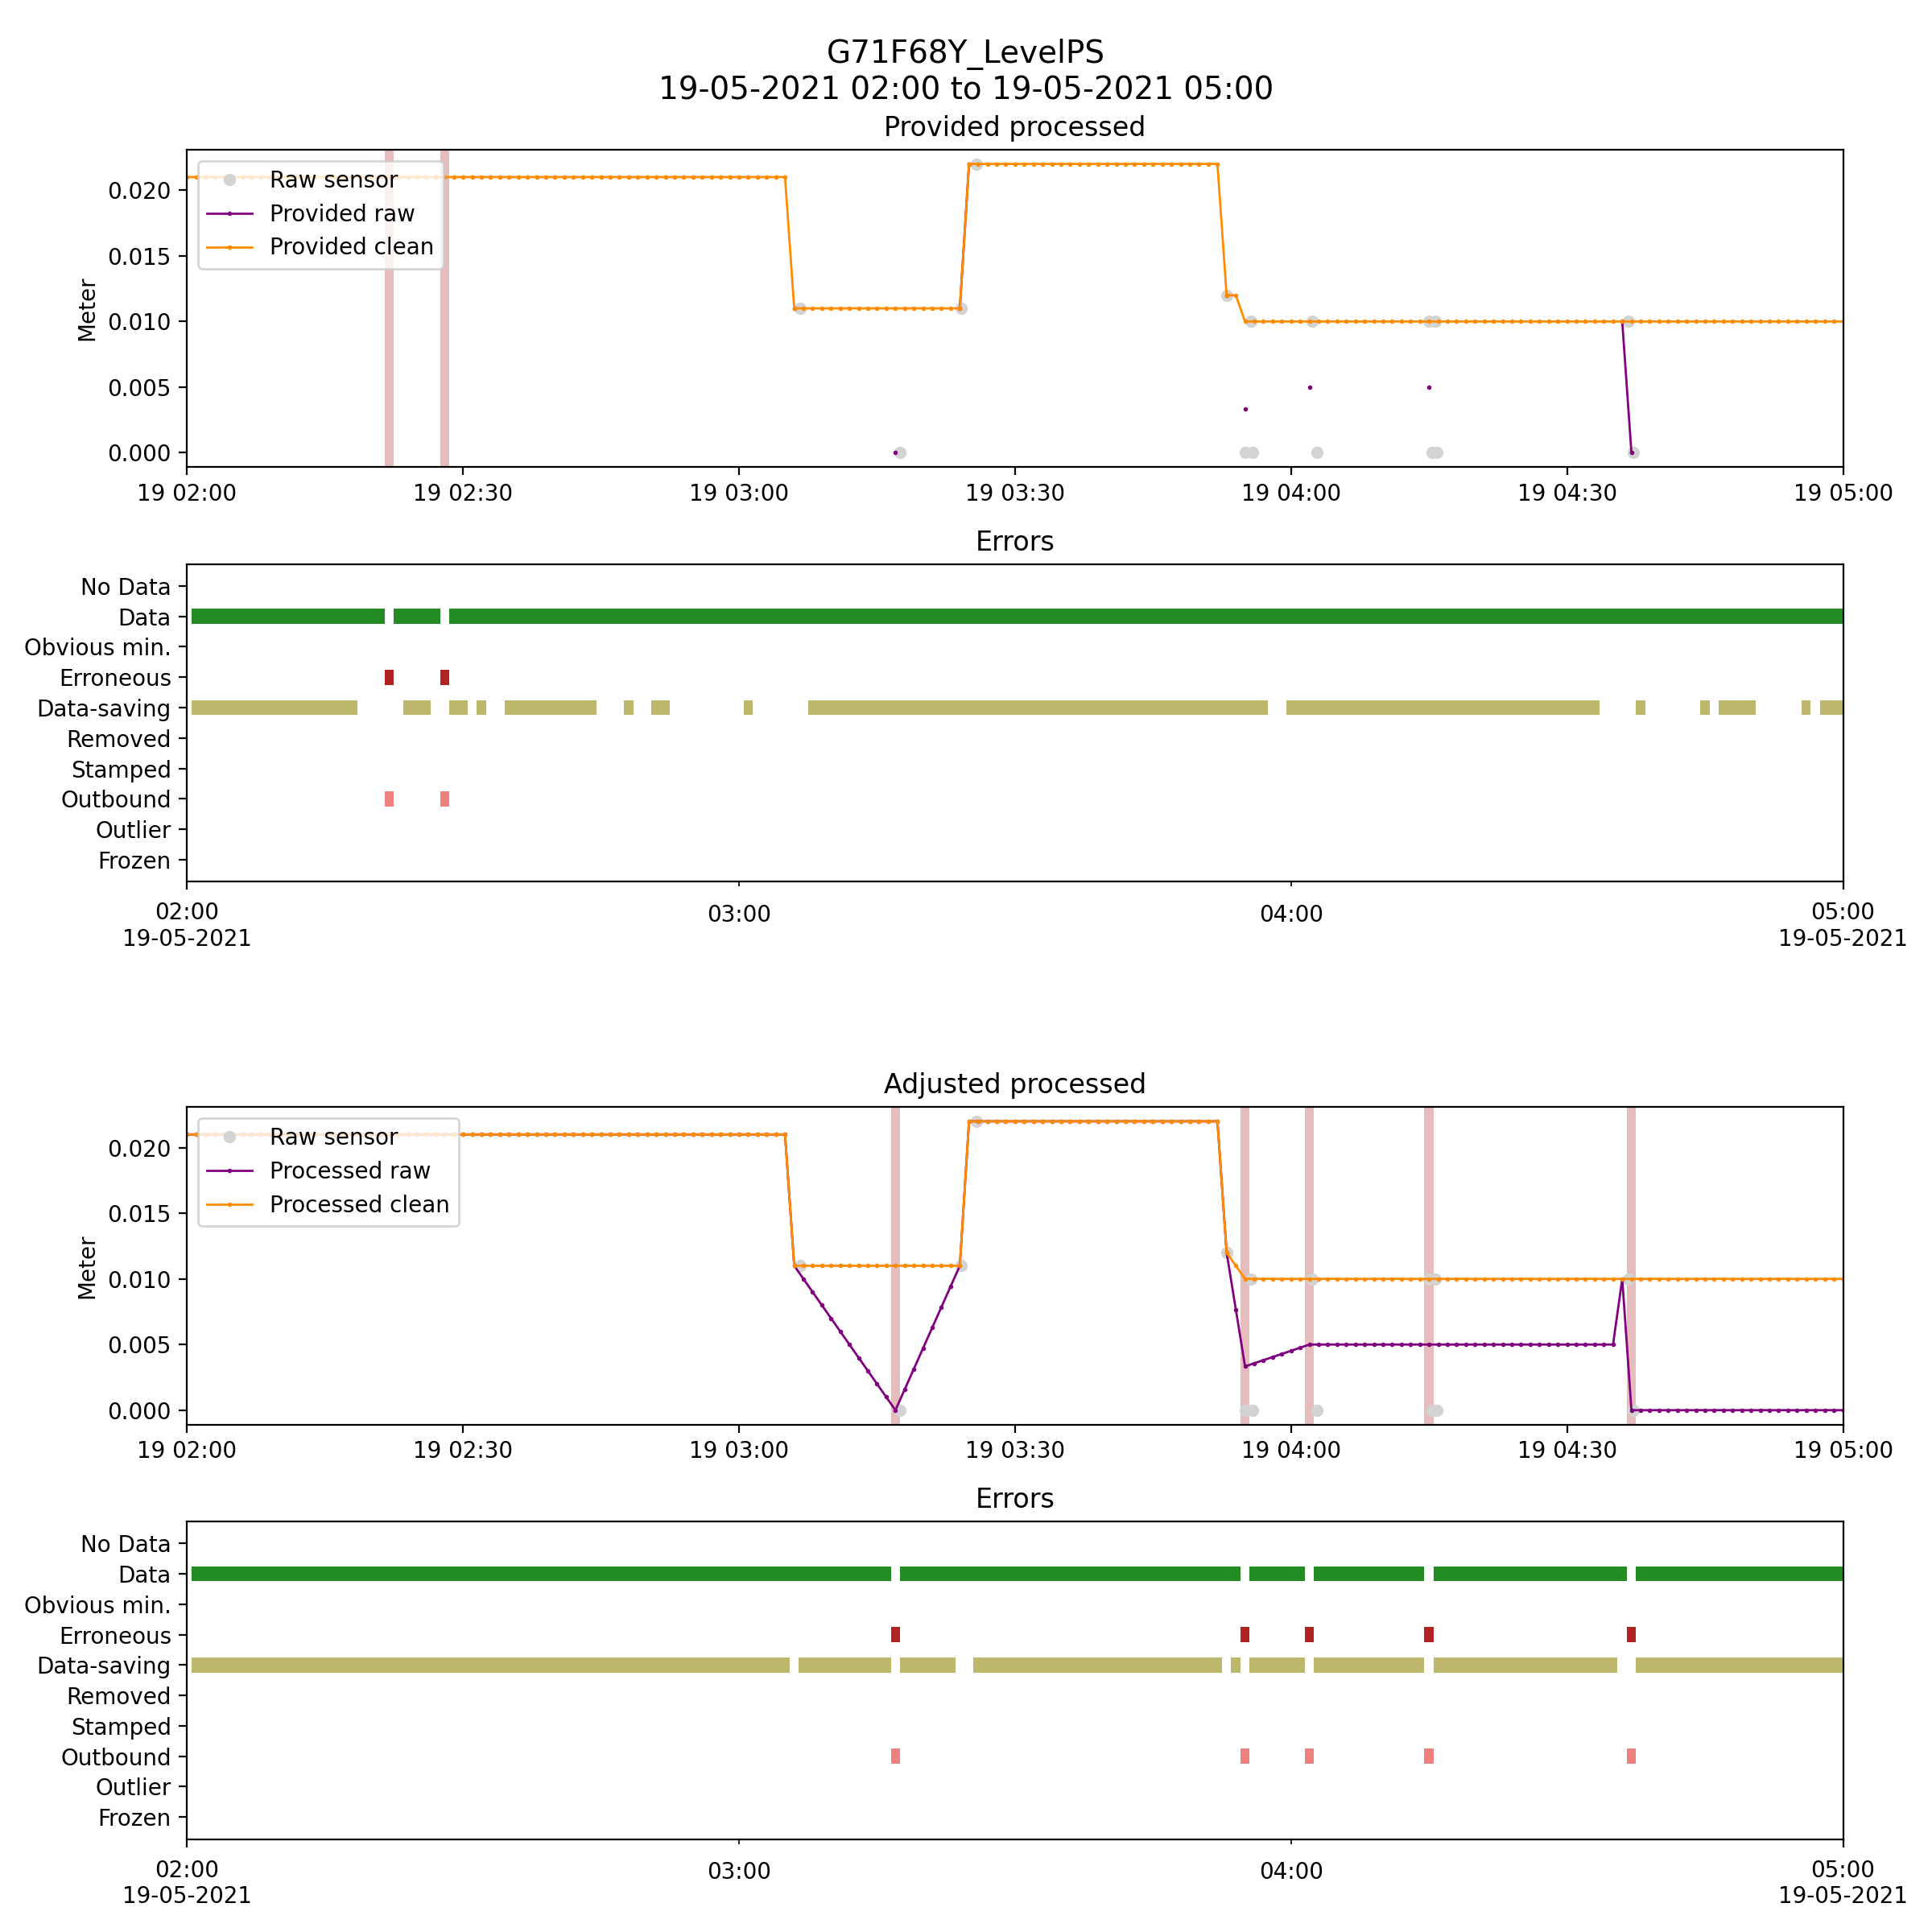 G71F68Y_LevelPS
19-05-2021 02:00 to 19-05-2021 05:00
Provided processed
Raw sensor
Provided raw
Provided clean
Meter
0.020
0.015
0.010
0.005
0.000
19 02:00 19 02:30 19 03:00 19 03:30 19 04:00 19 04:30 19 05:00
Errors
No Data
Data
Obvious min.
Erroneous
Data-saving
Removed
Stamped
Outbound
Outlier
Frozen
02:00 03:00 04:00 05:00
19-05-2021 19-05-2021
Adjusted processed
Raw sensor
Processed raw
Processed clean
Meter
0.020
0.015
0.010
0.005
0.000
19 02:00 19 02:30 19 03:00 19 03:30 19 04:00 19 04:30 19 05:00
Errors
No Data
Data
Obvious min.
Erroneous
Data-saving
Removed
Stamped
Outbound
Outlier
Frozen
02:00 03:00 04:00 05:00
19-05-2021 19-05-2021